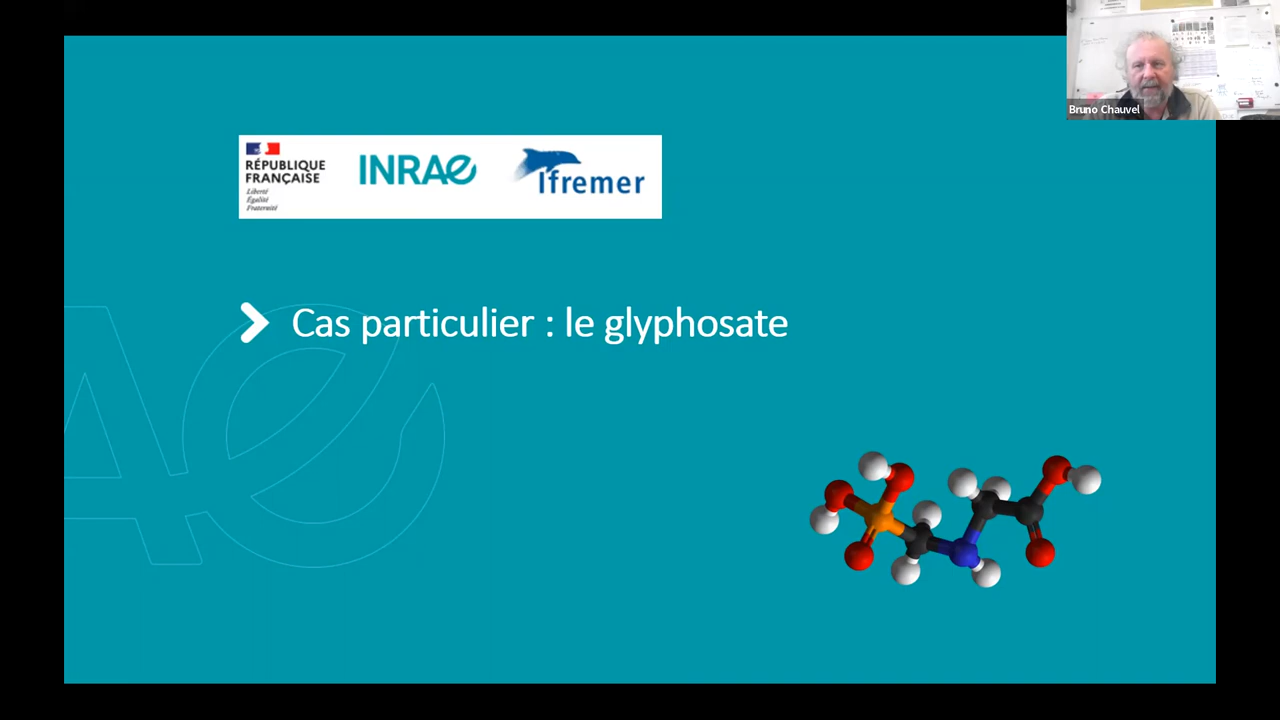 Bruno Chauvel
RÉPUBLIQUE
FRANÇAISE
Liberté
Égalité
Fraternité
INRAE
Ifremer
Cas particulier : le glyphosate